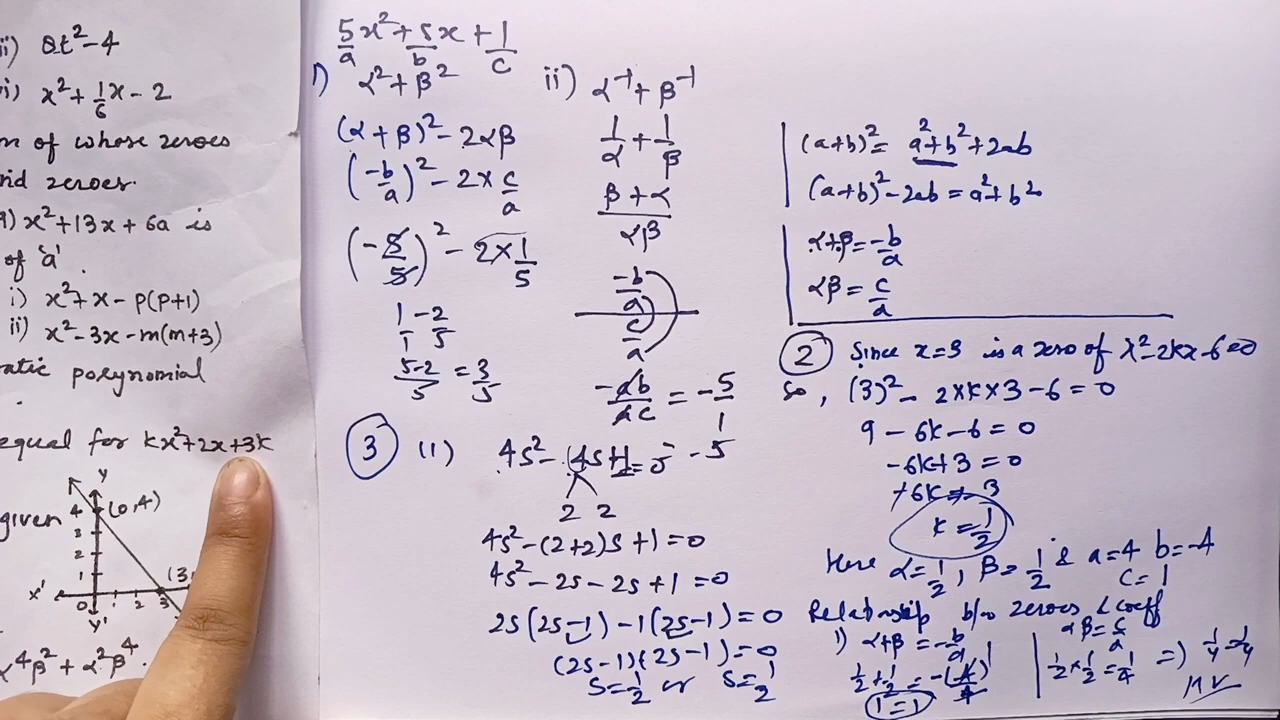 ii) 8t² - 4
i) x² + 1/6 x - 2
of whose zeroes
zeroes.
x² + 13x + 6a is
of 'a'.
i) x² + x - p(p+1)
ii) x² - 3x - m(m+3)
polynomial
equal for kx² + 2x + 3k
given
Y
4 (0,4)
3
2
1
X' 0 1 2 3 (3,
Y'
α⁴β² + α²β⁴.
5x² + 5x + 1
a b c
i) α² + β²
(α + β)² - 2αβ
(-b/a)² - 2 × c/a
(-5/5)² - 2 × 1/5
1/1 - 2/5
5-2/5 = 3/5
ii) α⁻¹ + β⁻¹
1/α + 1/β
β + α/αβ
-b/a
c/a
-ab/ac = -5/1
-5
(a+b)² = a² + b² + 2ab
(a+b)² - 2ab = a² + b²
α+β = -b/a
αβ = c/a
2 Since x=3 is a zero of x² - 2kx - 6 = 0
so, (3)² - 2×k×3 - 6 = 0
9 - 6k - 6 = 0
-6k + 3 = 0
+6k = +3
k = 1/2
3 (i) 4s² - 4s + 1 = 0
2 2
4s² - (2+2)s + 1 = 0
4s² - 2s - 2s + 1 = 0
2s(2s - 1) - 1(2s - 1) = 0
(2s-1)(2s-1) = 0
s = 1/2 or s = 1/2
Here α = 1/2, β = 1/2 & a=4 b=-4
c=1
Relationship b/w zeroes & coeff
i) α+β = -b/a
1/2 + 1/2 = -(-4)/4
1 = 1
αβ = c/a
1/2 × 1/2 = 1/4 => 1/4 = 1/4